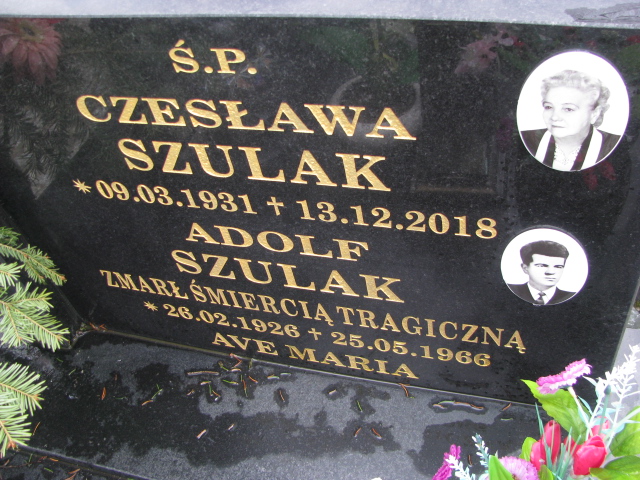 Ś.P.
CZESŁAWA
SZULAK
* 09.03.1931 † 13.12.2018
ADOLF
SZULAK
ZMARŁ ŚMIERCIĄ TRAGICZNĄ
* 26.02.1926 † 25.05.1966
AVE MARIA